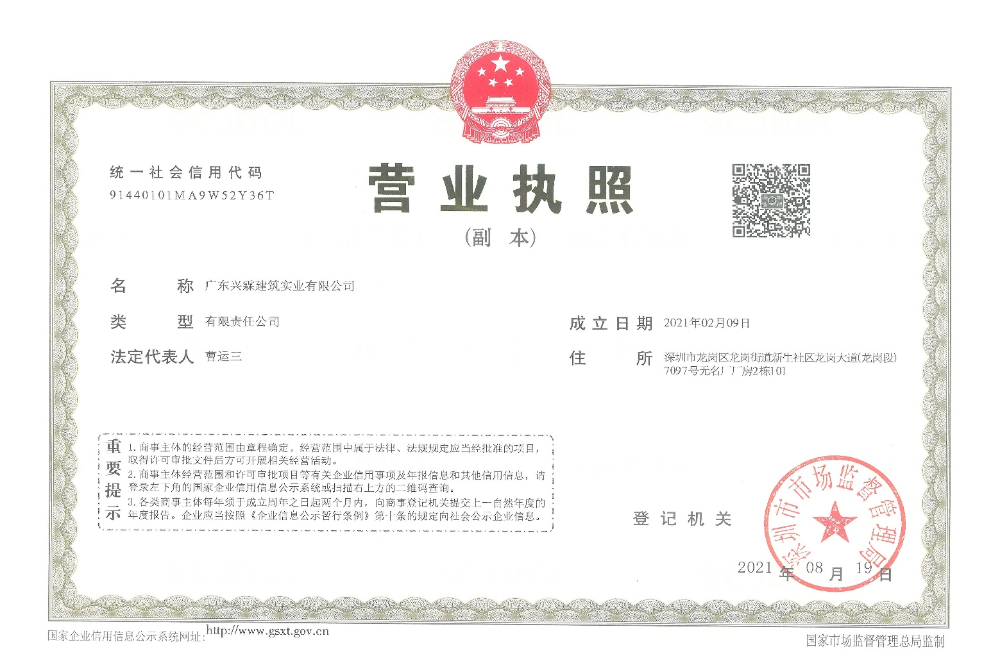 统一社会信用代码
91440101MA9W52Y36T
营业执照
(副 本)
名 称 广东兴霖建筑实业有限公司
类 型 有限责任公司
法定代表人 曹运三
成立日期 2021年02月09日
住 所 深圳市龙岗区龙岗街道新生社区龙岗大道(龙岗段)
7097号无名厂厂房2栋101
重要提示
1. 商事主体的经营范围由章程确定。经营范围中属于法律、法规规定应当经批准的项目，
取得许可审批文件后方可开展相关经营活动。
2. 商事主体经营范围和许可审批项目等有关企业信用事项及年报信息和其他信用信息，请
登录左下角的国家企业信用信息公示系统或扫描右上方的二维码查询。
3. 各类商事主体每年须于成立周年之日起两个月内，向商事登记机关提交上一自然年度的
年度报告。企业应当按照《企业信息公示暂行条例》第十条的规定向社会公示企业信息。
登记机关
深圳市市场监督管理局
2021 年 08 月 19 日
国家企业信用信息公示系统网址:http://www.gsxt.gov.cn
国家市场监督管理总局监制